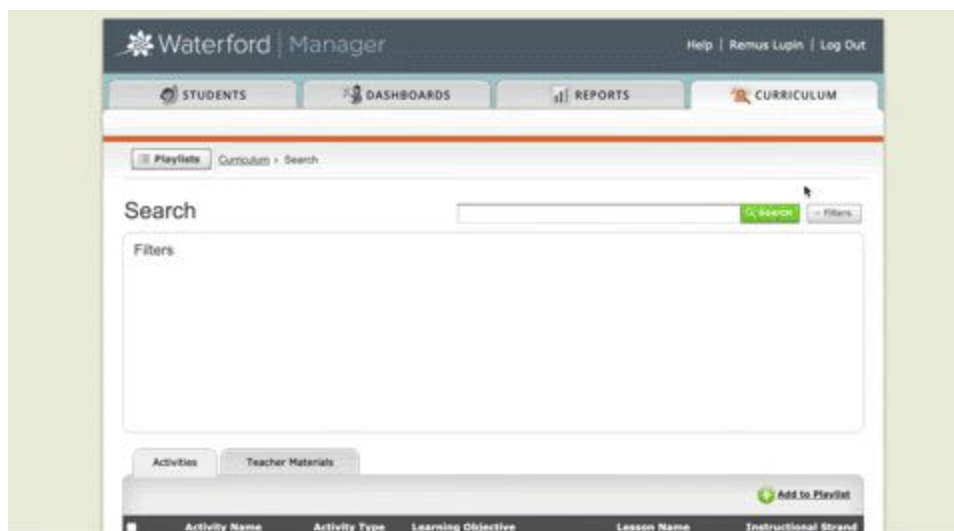 Waterford | Manager
Help | Remus Lupin | Log Out
STUDENTS DASHBOARDS REPORTS CURRICULUM
Playlists Curriculum › Search
Search Search Filters
Filters
Activities Teacher Materials
Add to Playlist
Activity Name Activity Type Learning Objective Lesson Name Instructional Strand